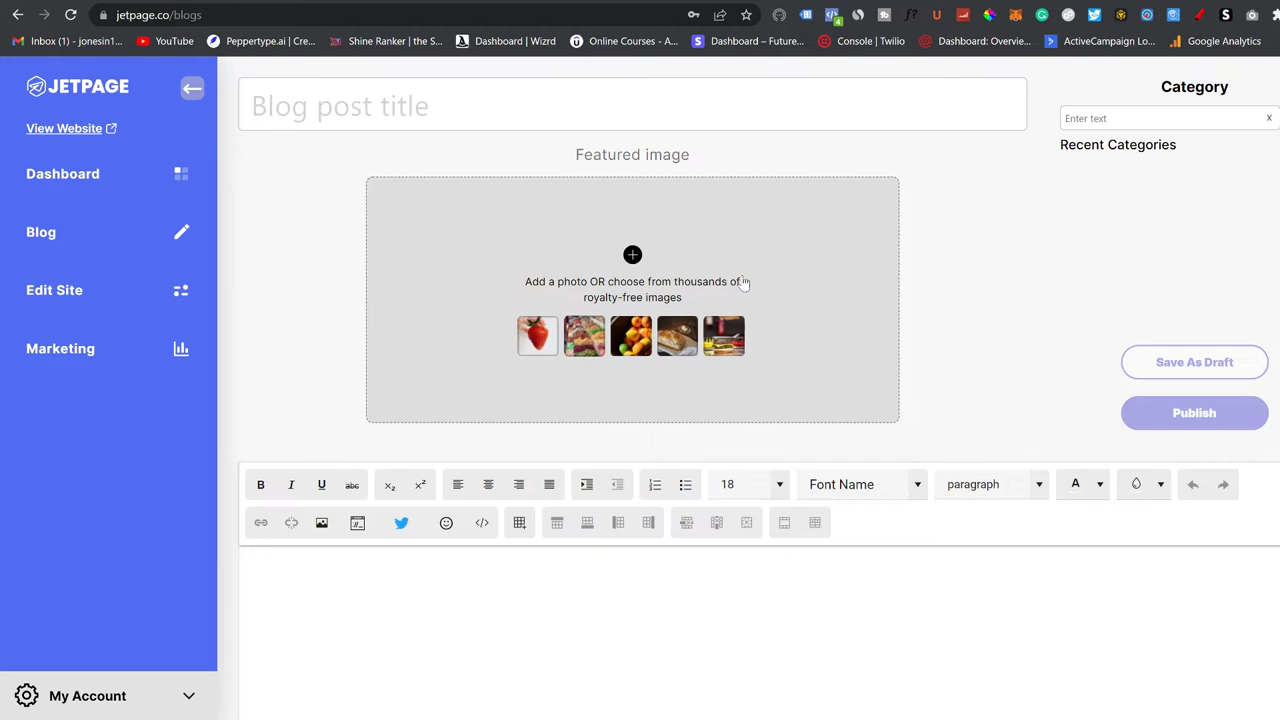 jetpage.co/blogs
Inbox (1) - jonesin1...
YouTube
Peppertype.ai | Cre...
Shine Ranker | the S...
Dashboard | Wizrd
Online Courses - A...
Dashboard – Future...
Console | Twilio
Dashboard: Overvie...
ActiveCampaign Lo...
Google Analytics
JETPAGE
View Website
Dashboard
Blog
Edit Site
Marketing
My Account
Blog post title
Featured image
Add a photo OR choose from thousands of
royalty-free images
Category
Enter text x
Recent Categories
Save As Draft
Publish
B I U abc x₂ x² 18 Font Name paragraph A